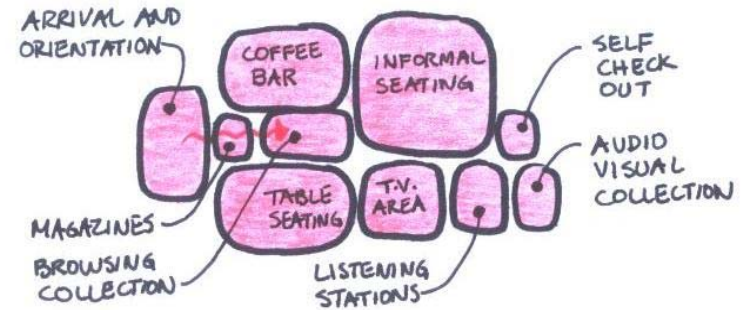 ARRIVAL AND
ORIENTATION
COFFEE
BAR
INFORMAL
SEATING
SELF
CHECK
OUT
AUDIO
VISUAL
COLLECTION
MAGAZINES
BROWSING
COLLECTION
TABLE
SEATING
T.V.
AREA
LISTENING
STATIONS